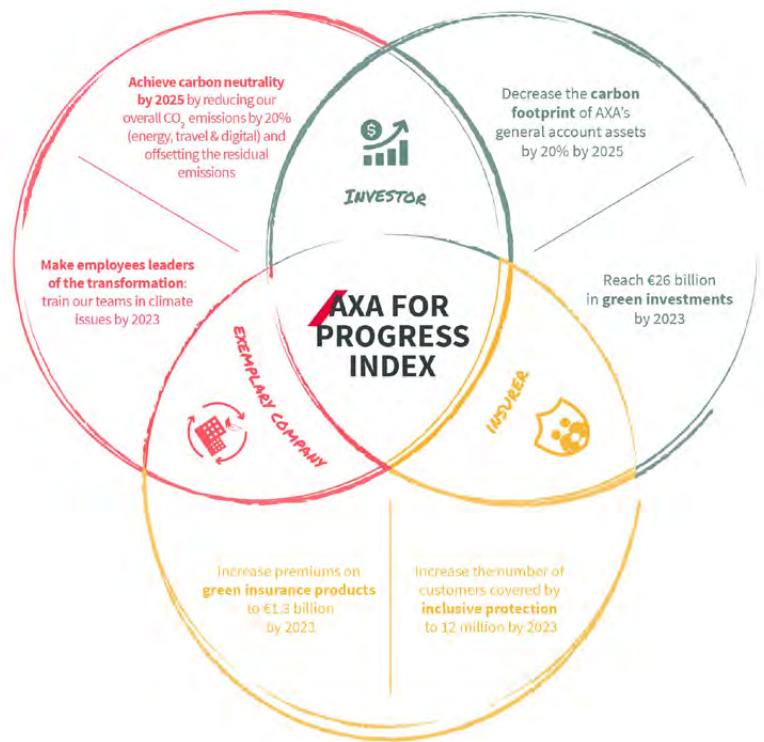 Achieve carbon neutrality
by 2025 by reducing our
overall CO₂ emissions by 20%
(energy, travel & digital) and
offsetting the residual
emissions
Decrease the carbon
footprint of AXA's
general account assets
by 20% by 2025
$
INVESTOR
Make employees leaders
of the transformation:
train our teams in climate
issues by 2023
Reach €26 billion
in green investments
by 2023
AXA FOR
PROGRESS
INDEX
EXEMPLARY COMPANY
INSURER
Increase premiums on
green insurance products
to €1.3 billion
by 2023
Increase the number of
customers covered by
inclusive protection
to 12 million by 2023